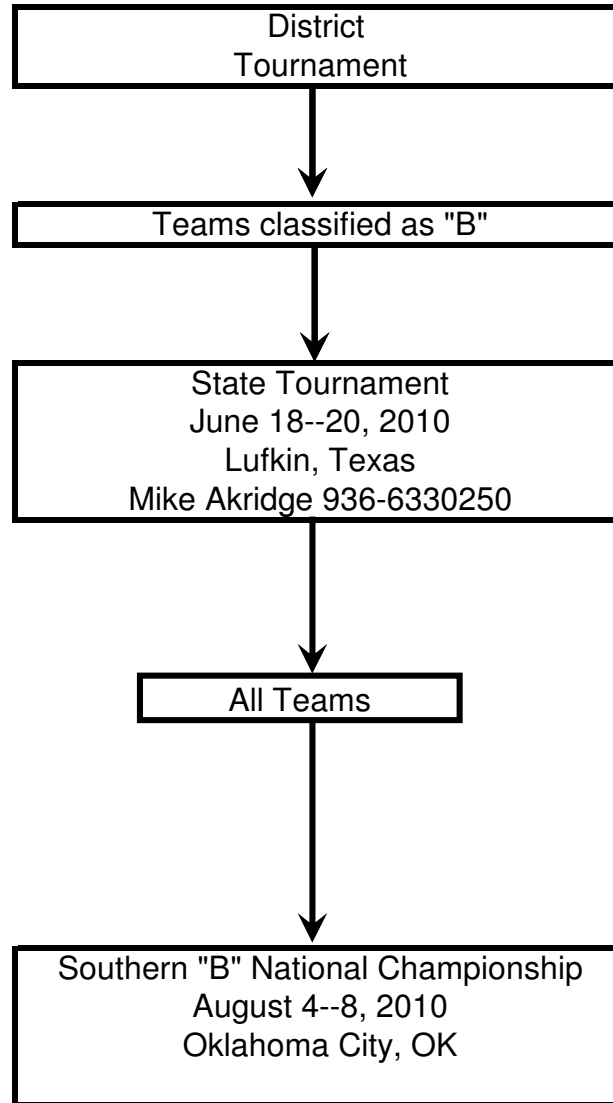 District
Tournament
Teams classified as "B"
State Tournament
June 18--20, 2010
Lufkin, Texas
Mike Akridge 936-6330250
All Teams
Southern "B" National Championship
August 4--8, 2010
Oklahoma City, OK